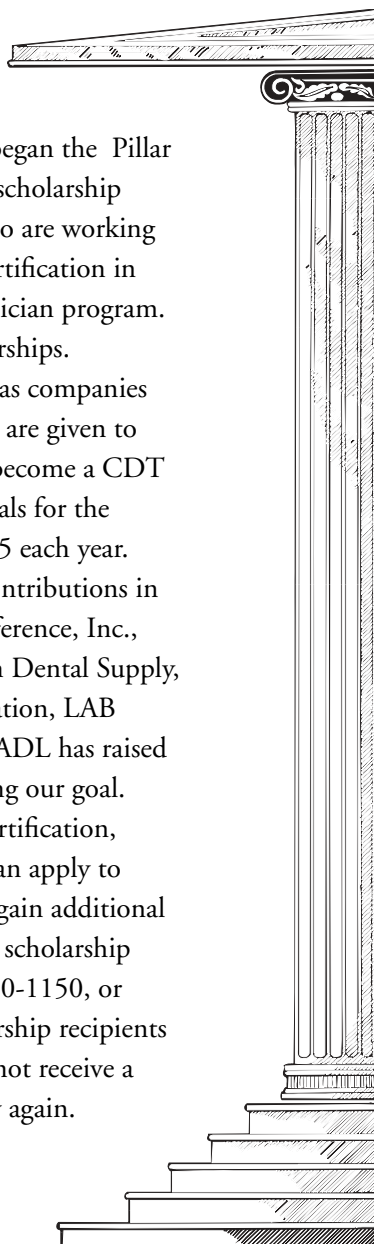 egan the Pillar
scholarship
o are working
rtification in
ician program.
rships.
as companies
are given to
become a CDT
als for the
5 each year.
ntributions in
ference, Inc.,
n Dental Supply,
ation, LAB
ADL has raised
ng our goal.
rtification,
an apply to
gain additional
scholarship
0-1150, or
rship recipients
not receive a
y again.